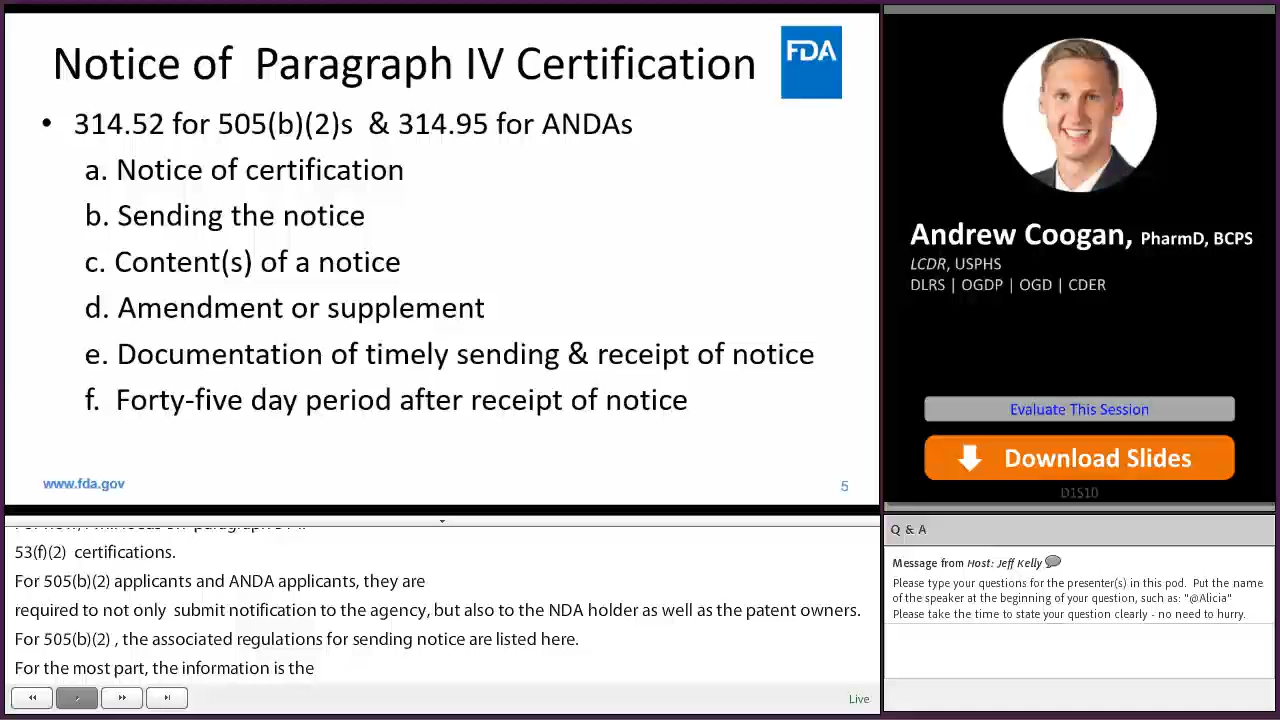 Notice of Paragraph IV Certification
FDA
• 314.52 for 505(b)(2)s & 314.95 for ANDAs
a. Notice of certification
b. Sending the notice
c. Content(s) of a notice
d. Amendment or supplement
e. Documentation of timely sending & receipt of notice
f. Forty-five day period after receipt of notice
www.fda.gov
5
53(f)(2) certifications.
For 505(b)(2) applicants and ANDA applicants, they are
required to not only submit notification to the agency, but also to the NDA holder as well as the patent owners.
For 505(b)(2) , the associated regulations for sending notice are listed here.
For the most part, the information is the
Live
Andrew Coogan, PharmD, BCPS
LCDR, USPHS
DLRS | OGDP | OGD | CDER
Evaluate This Session
Download Slides
D1S10
Q & A
Message from Host: Jeff Kelly
Please type your questions for the presenter(s) in this pod. Put the name
of the speaker at the beginning of your question, such as: "@Alicia"
Please take the time to state your question clearly - no need to hurry.